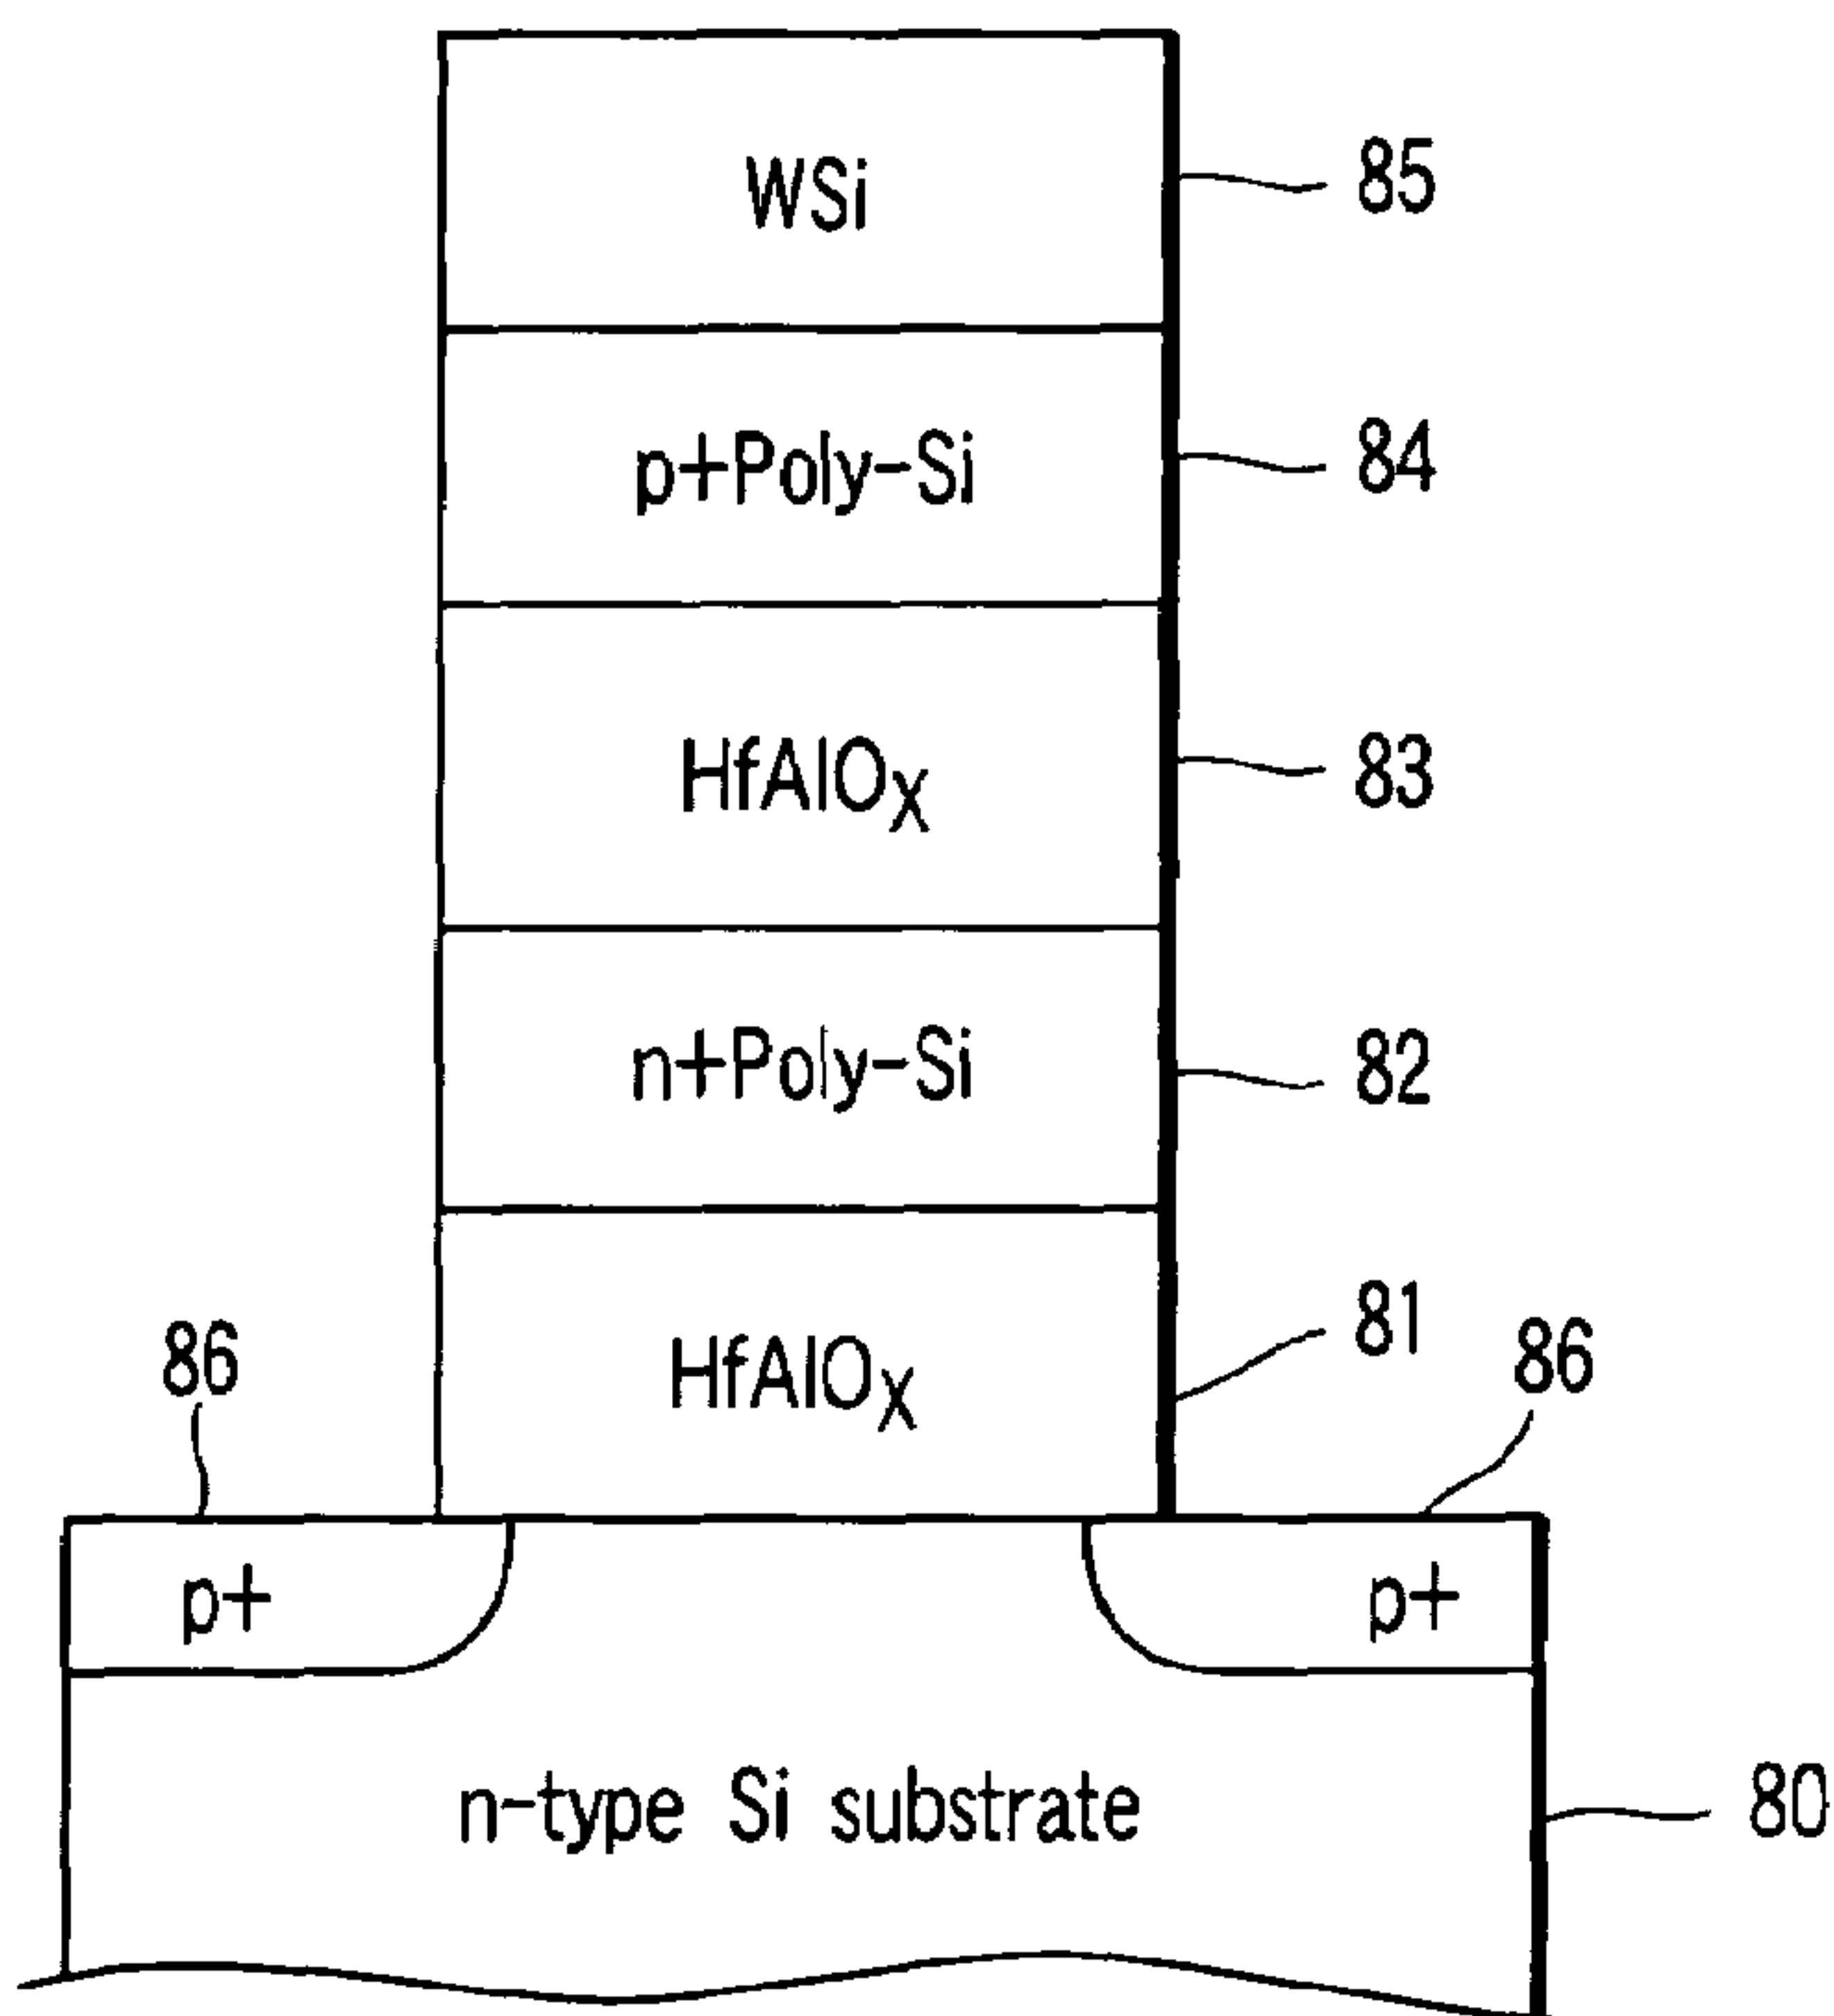 WSi 85
p+Poly-Si 84
HfAlOX 83
n+Poly-Si 82
HfAlOX 81
86 86
p+ p+
n-type Si substrate 80